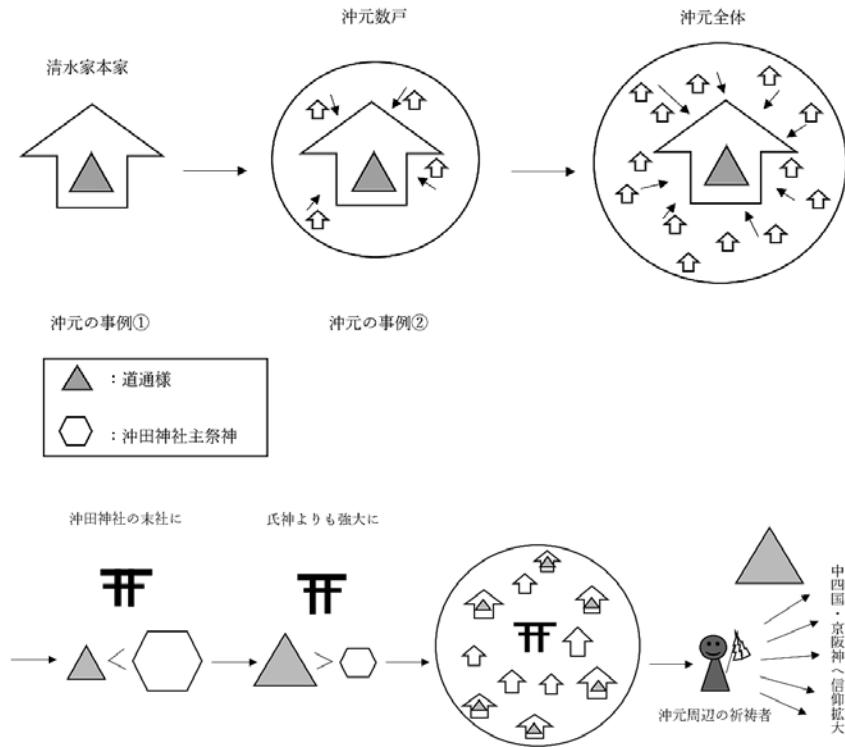 沖元数戸
沖元全体
清水家本家
沖元の事例①
沖元の事例②
：道通様
：沖田神社主祭神
沖田神社の末社に
氏神よりも強大に
＜
＞
沖元周辺の祈祷者
中四国・京阪神へ信仰拡大